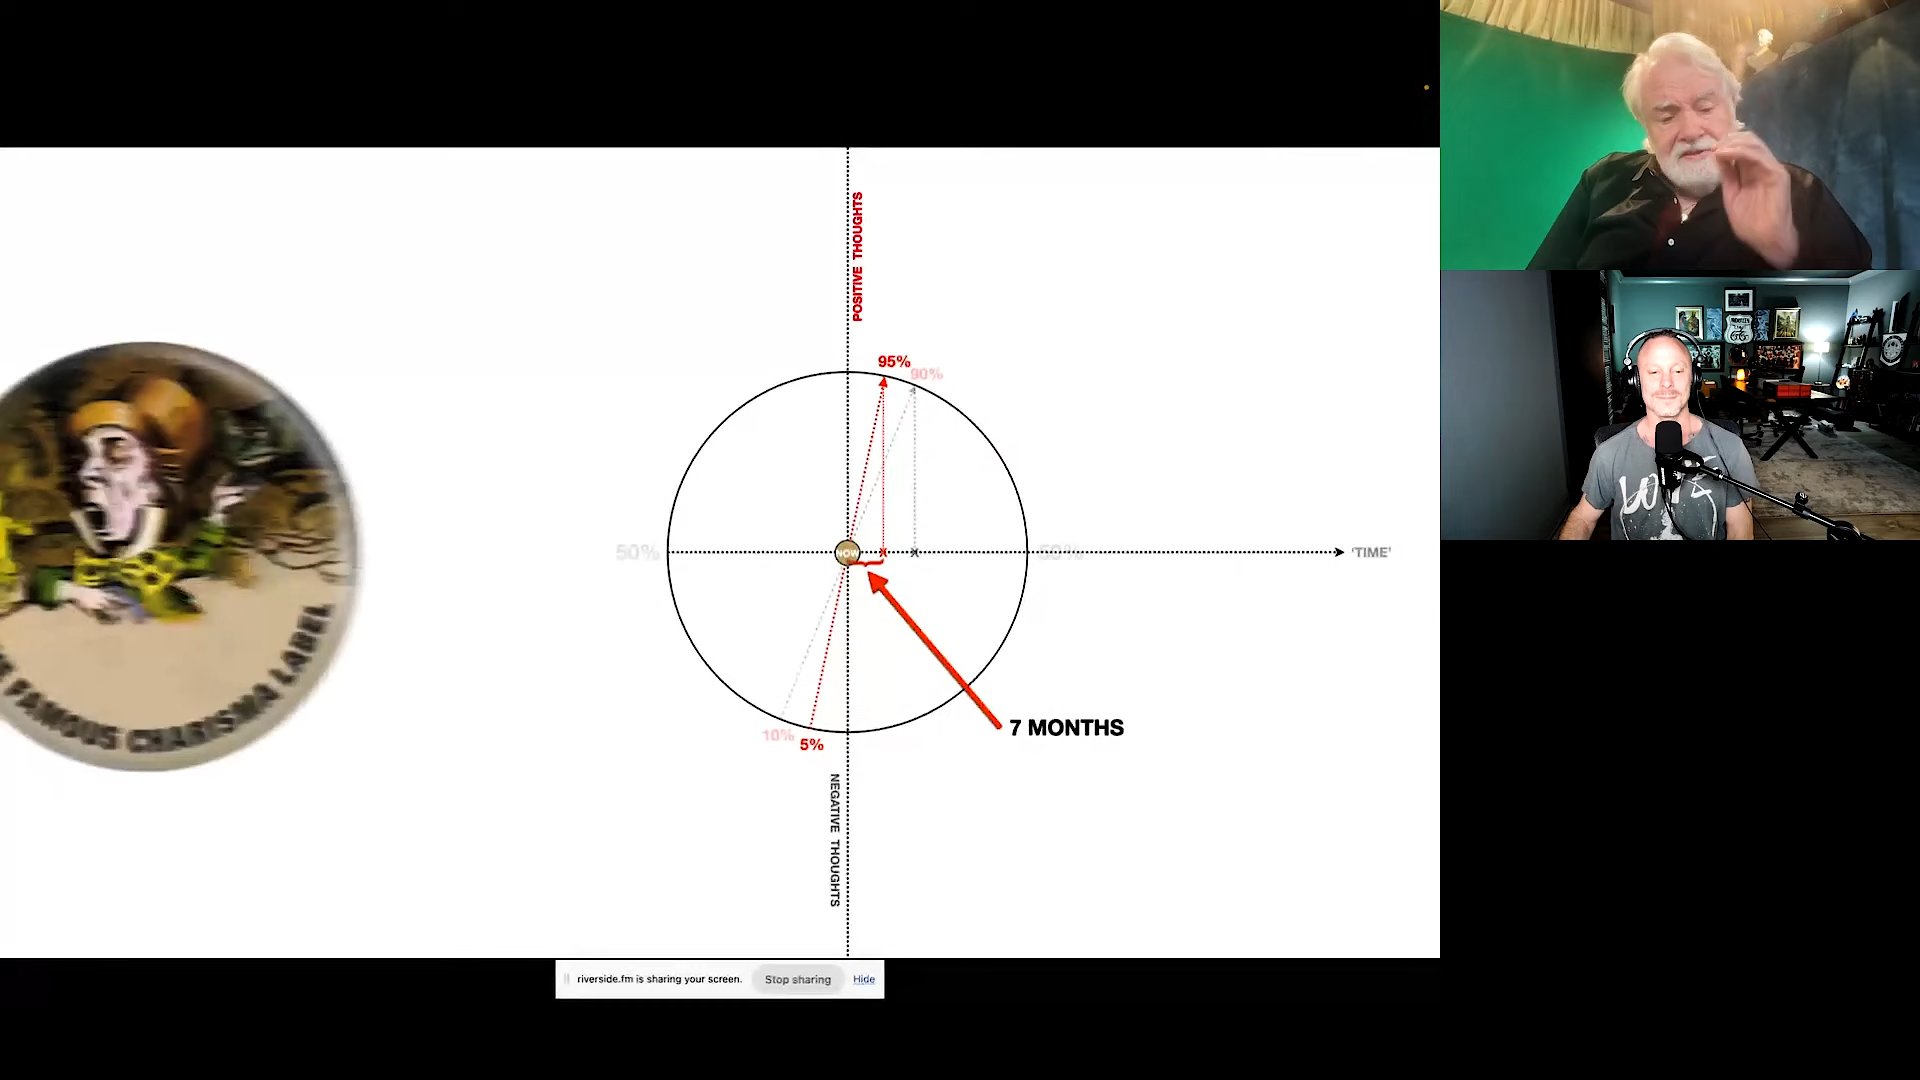 POSITIVE THOUGHTS
95%
90%
50%
NOW
X
X
50%
'TIME'
7 MONTHS
10%
5%
NEGATIVE THOUGHTS
FAMOUS CHARISMA LABEL
riverside.fm is sharing your screen.
Stop sharing
Hide
LOVE